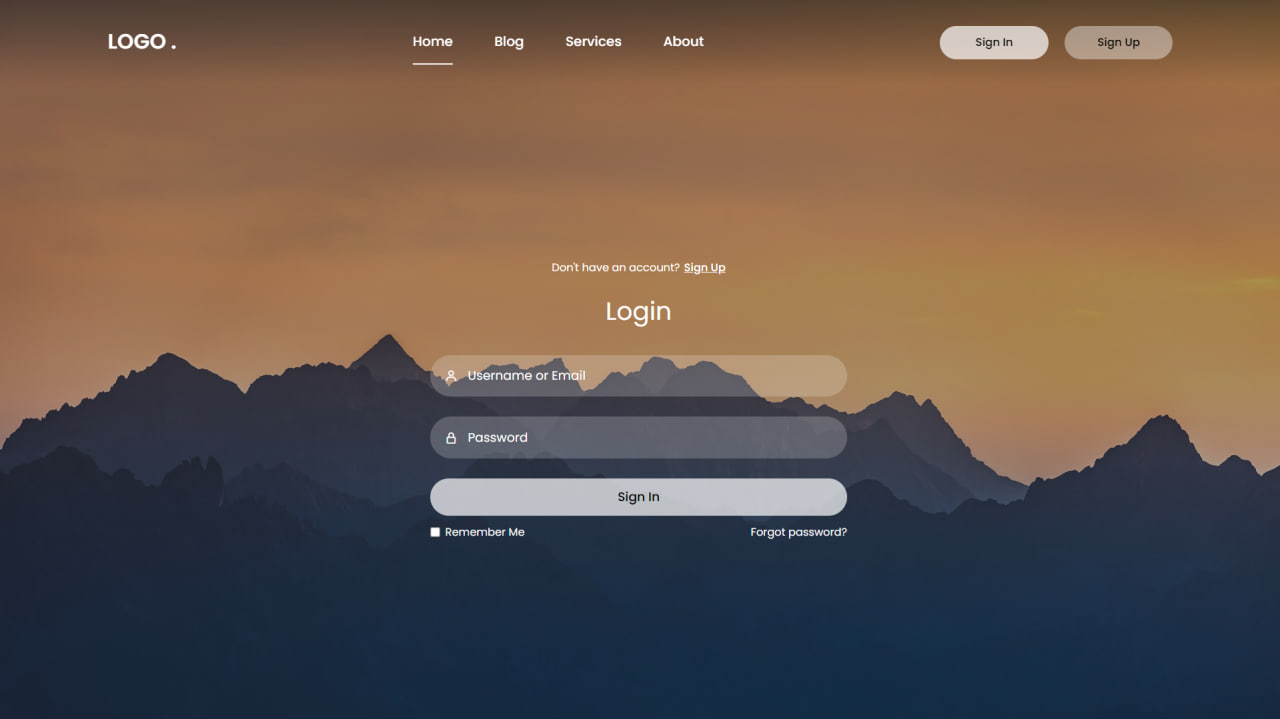 LOGO .
Home Blog Services About
Sign In Sign Up
Don't have an account? Sign Up
Login
Username or Email
Password
Sign In
Remember Me Forgot password?